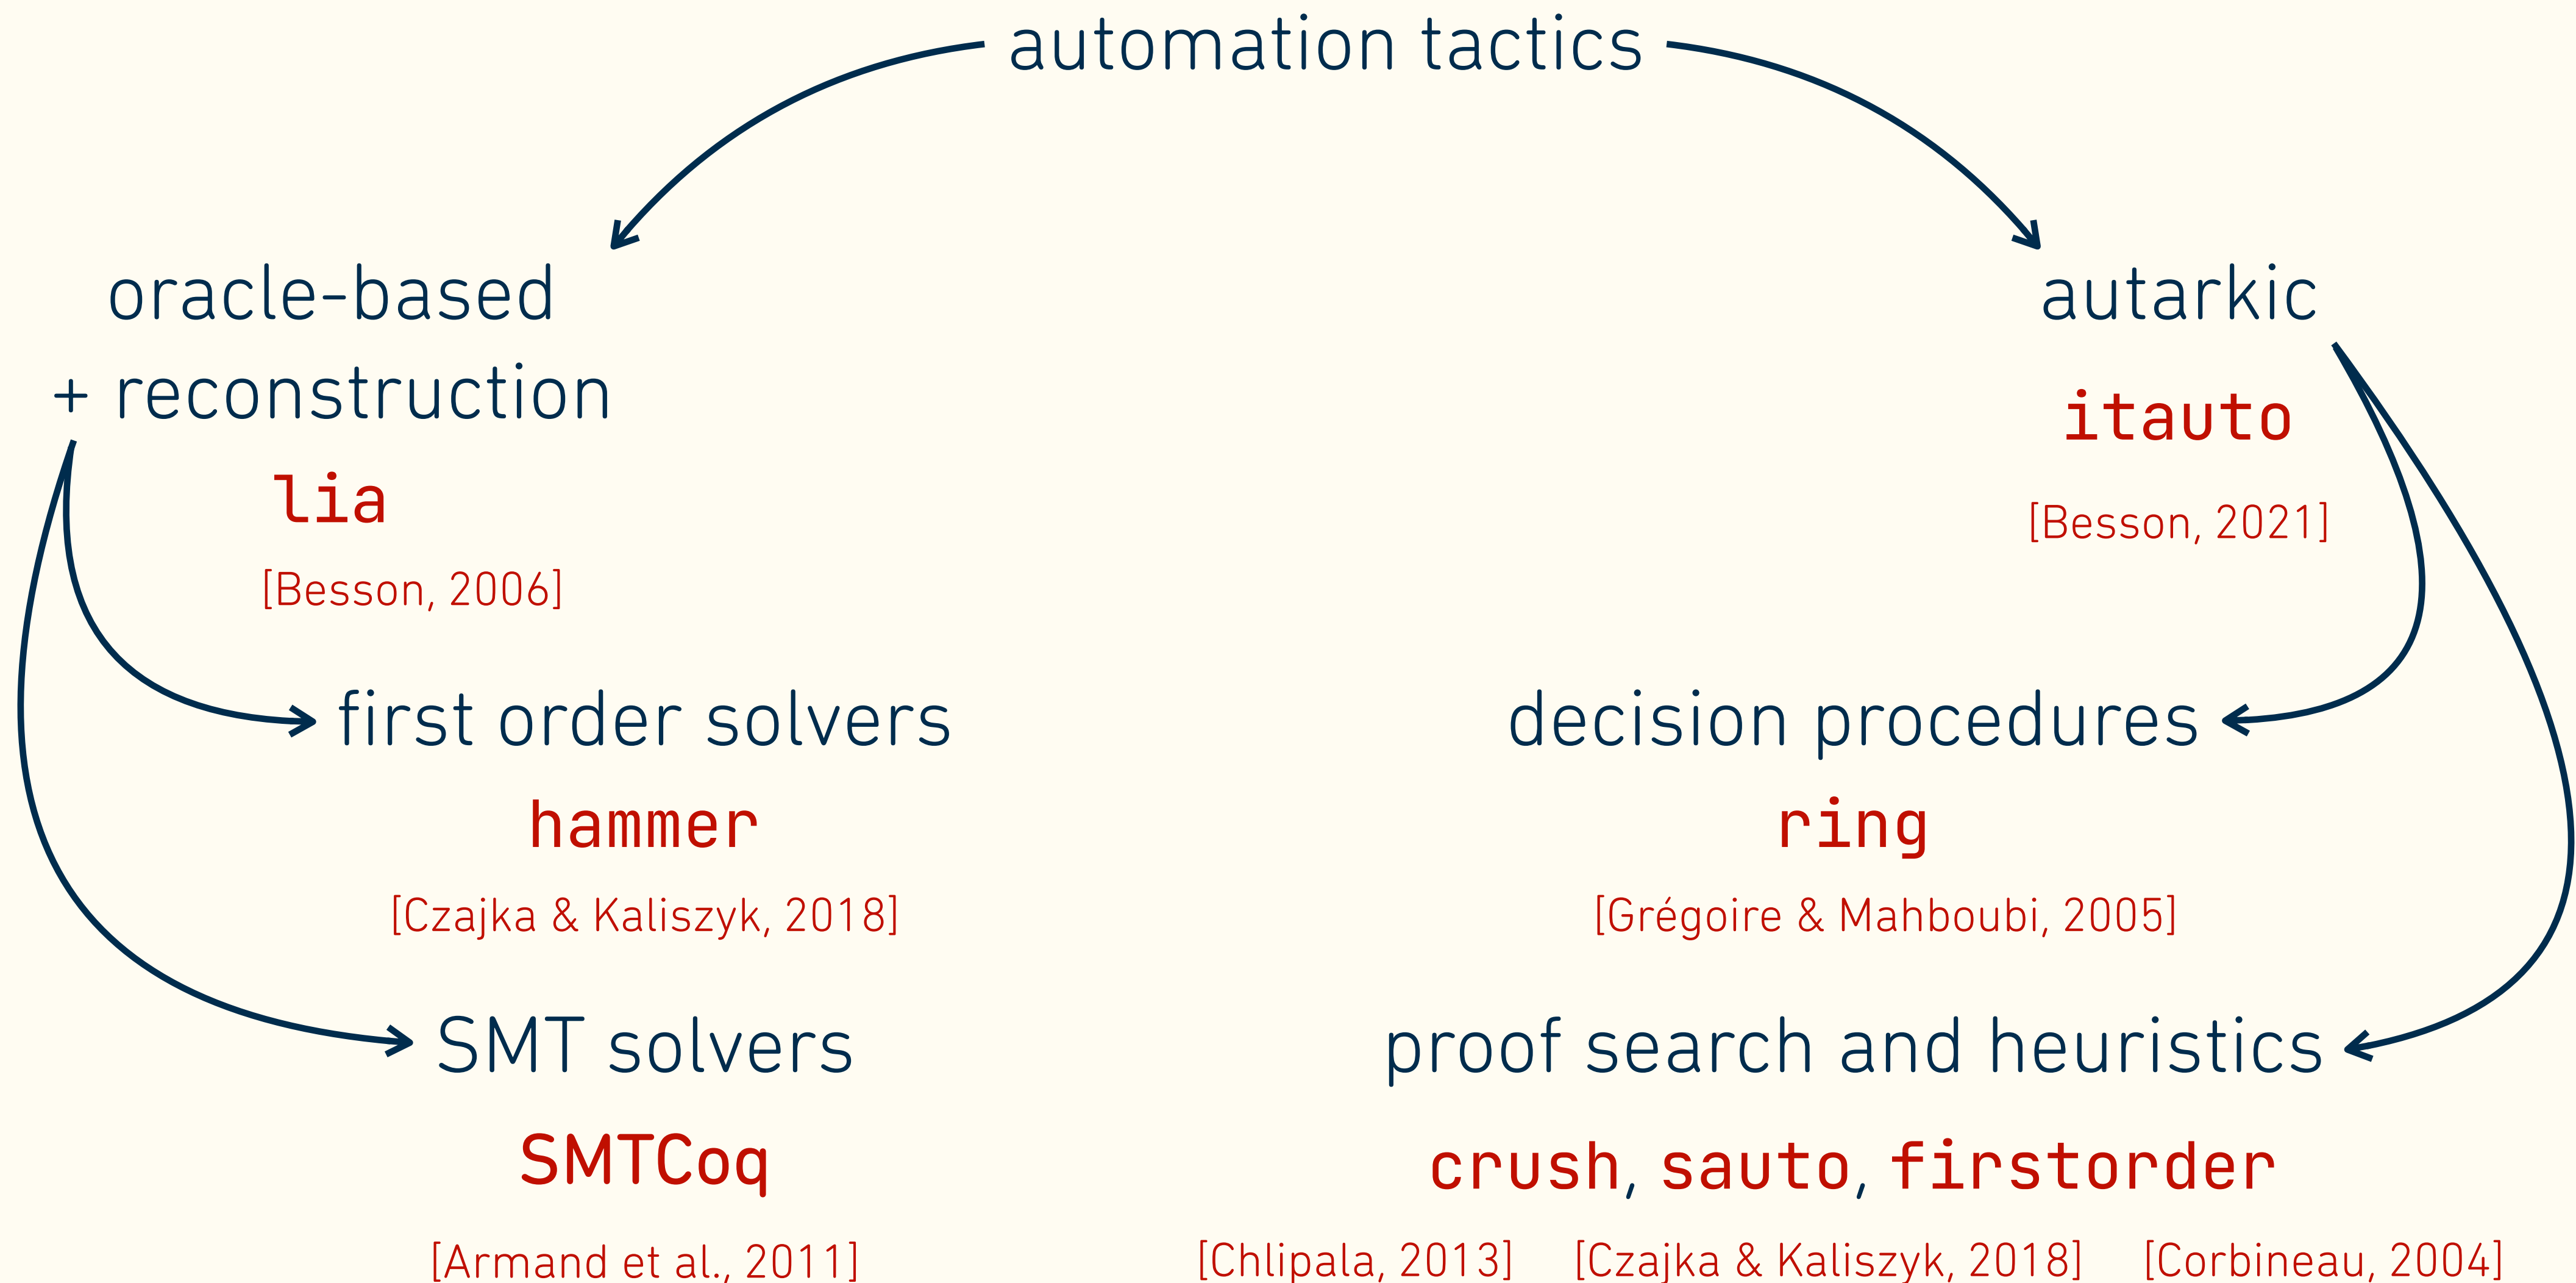 automation tactics
oracle-based
+ reconstruction
lia
[Besson, 2006]
first order solvers
hammer
[Czajka & Kaliszyk, 2018]
SMT solvers
SMTCoq
[Armand et al., 2011]
autarkic
itauto
[Besson, 2021]
decision procedures
ring
[Grégoire & Mahboubi, 2005]
proof search and heuristics
crush, sauto, firstorder
[Chlipala, 2013] [Czajka & Kaliszyk, 2018] [Corbineau, 2004]